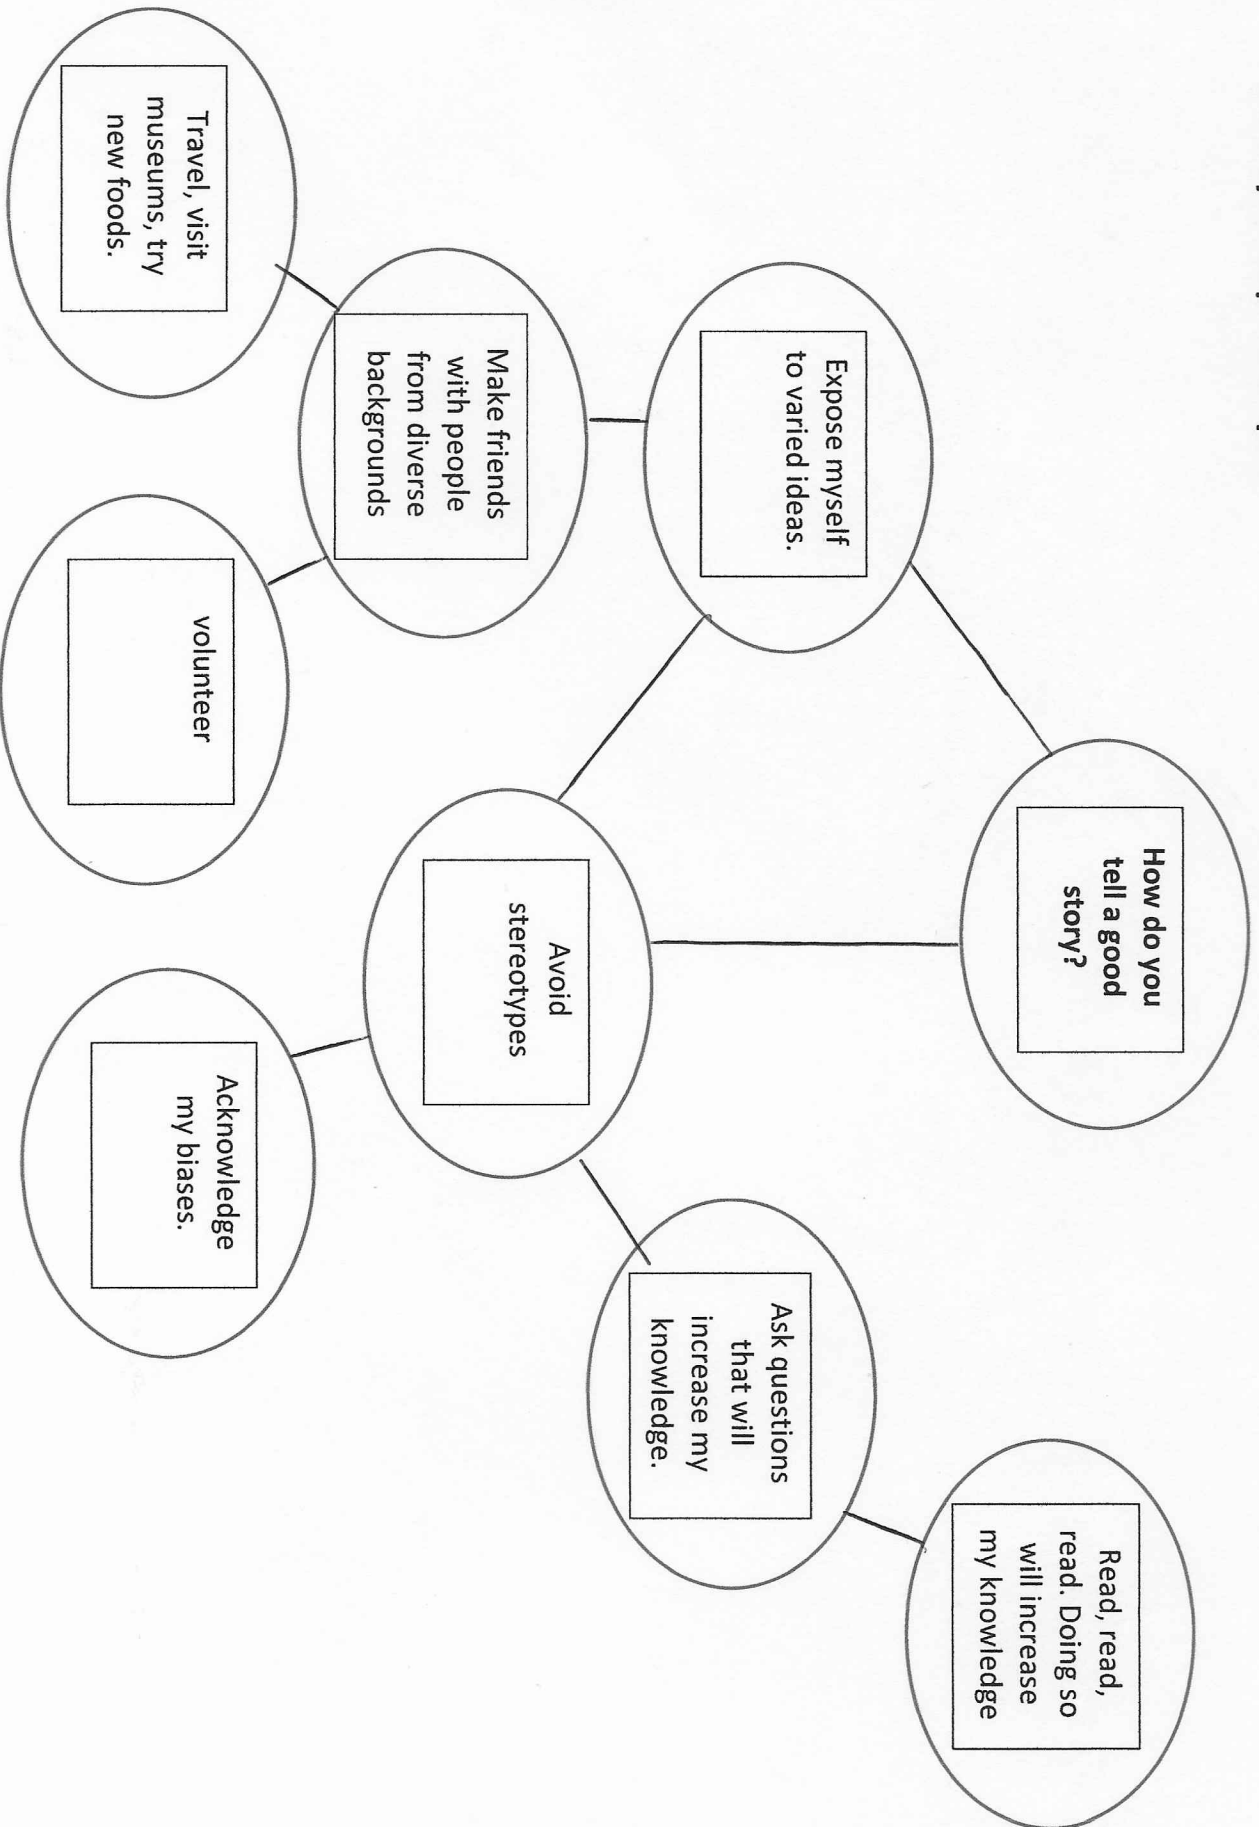 How do you
tell a good
story?
Expose myself
to varied ideas.
Make friends
with people
from diverse
backgrounds
Travel, visit
museums, try
new foods.
volunteer
Avoid
stereotypes
Acknowledge
my biases.
Ask questions
that will
increase my
knowledge.
Read, read,
read. Doing so
will increase
my knowledge